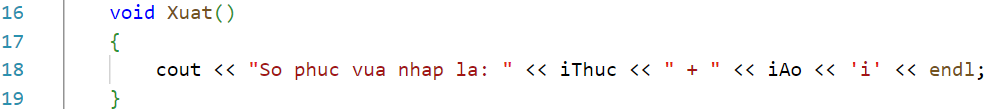 16 void Xuat()
17 {
18 cout << "So phuc vua nhap la: " << iThuc << " + " << iAo << 'i' << endl;
19 }